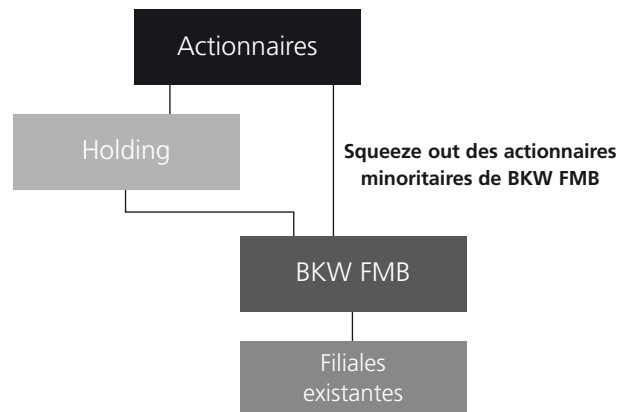 Actionnaires
Holding
Squeeze out des actionnaires
minoritaires de BKW FMB
BKW FMB
Filiales
existantes